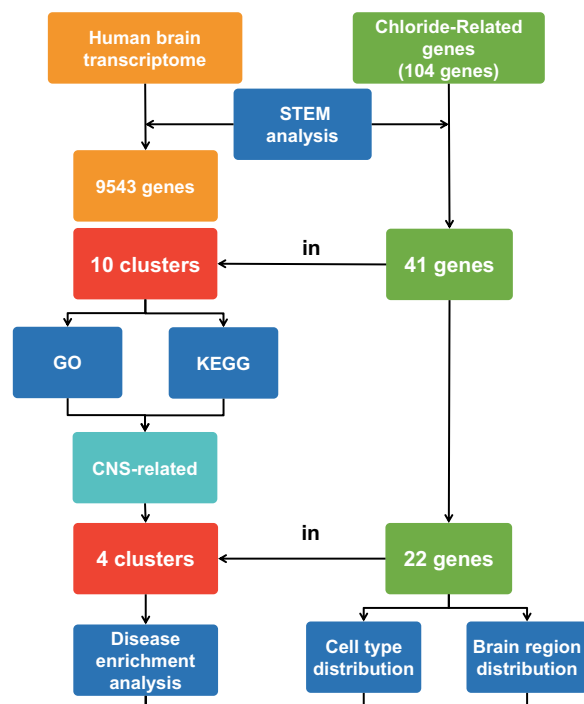 Human brain
transcriptome
Chloride-Related
genes
(104 genes)
STEM
analysis
9543 genes
10 clusters
in
41 genes
GO
KEGG
CNS-related
4 clusters
in
22 genes
Disease
enrichment
analysis
Cell type
distribution
Brain region
distribution